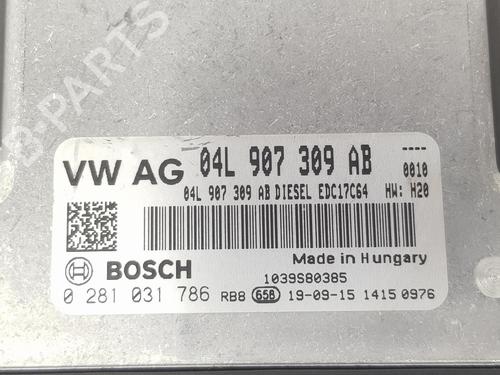 B-PARTS
VW AG 04L 907 309 AB
04L 907 309 AB DIESEL EDC17C64
0010
HW: H20
BOSCH
Made in Hungary
1039S80385
0 281 031 786 RB8 658 19-09-15 1415 0976